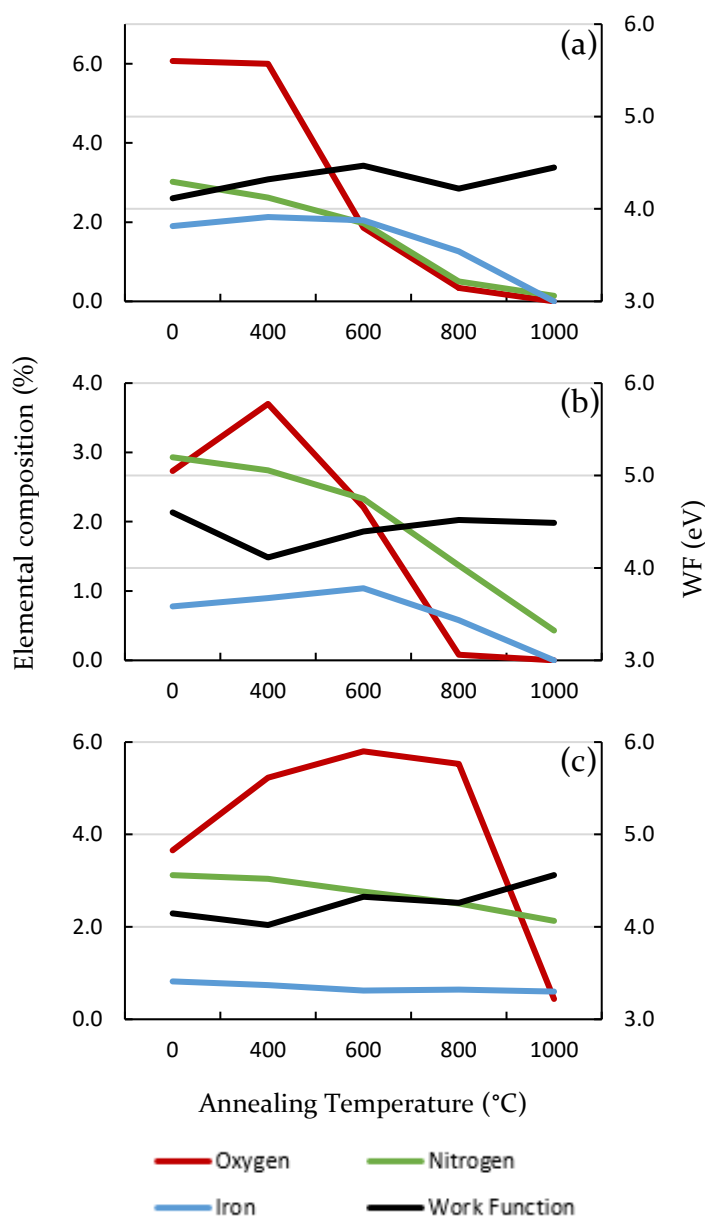 (a)
6.0
4.0
2.0
0.0
6.0
5.0
4.0
3.0
0 400 600 800 1000
(b)
4.0
3.0
2.0
1.0
0.0
6.0
5.0
4.0
3.0
0 400 600 800 1000
(c)
6.0
4.0
2.0
0.0
6.0
5.0
4.0
3.0
0 400 600 800 1000
Elemental composition (%)
WF (eV)
Annealing Temperature (°C)
Oxygen Nitrogen
Iron Work Function